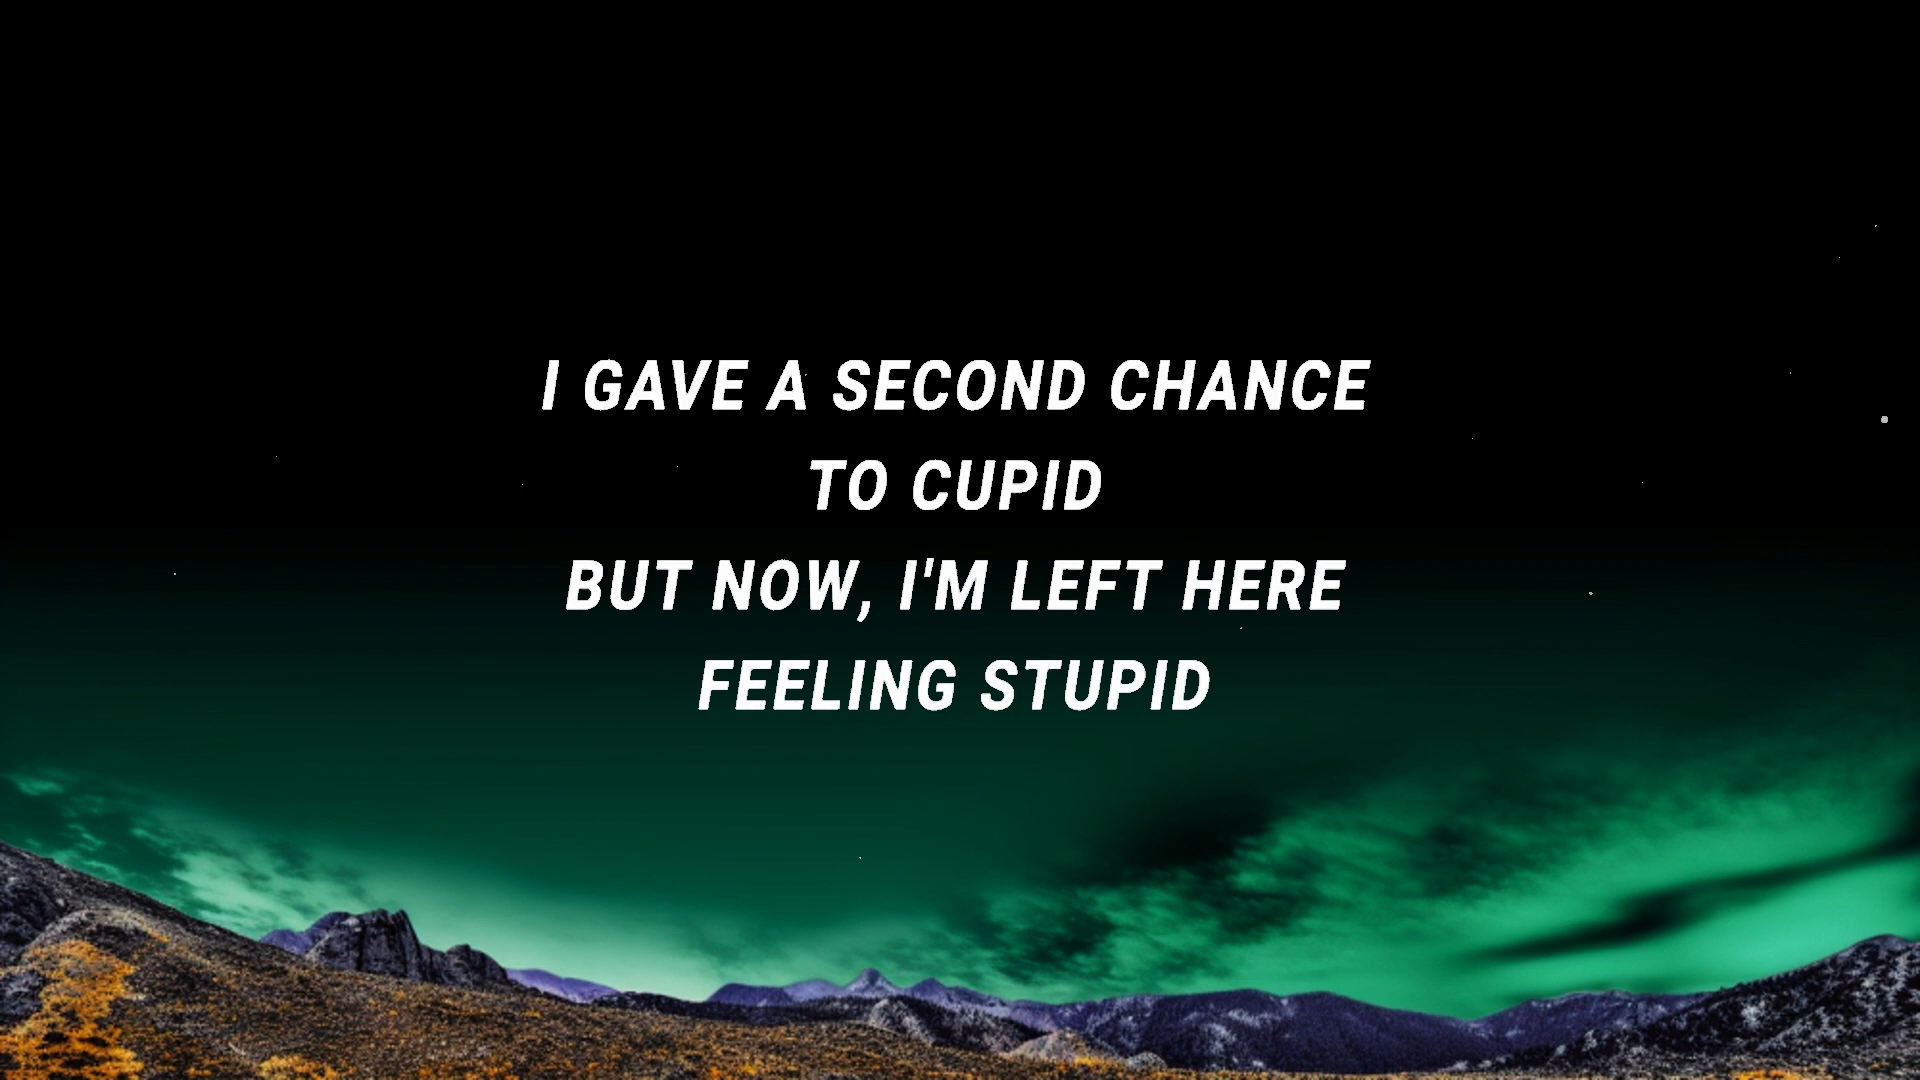 I GAVE A SECOND CHANCE
TO CUPID
BUT NOW, I'M LEFT HERE
FEELING STUPID